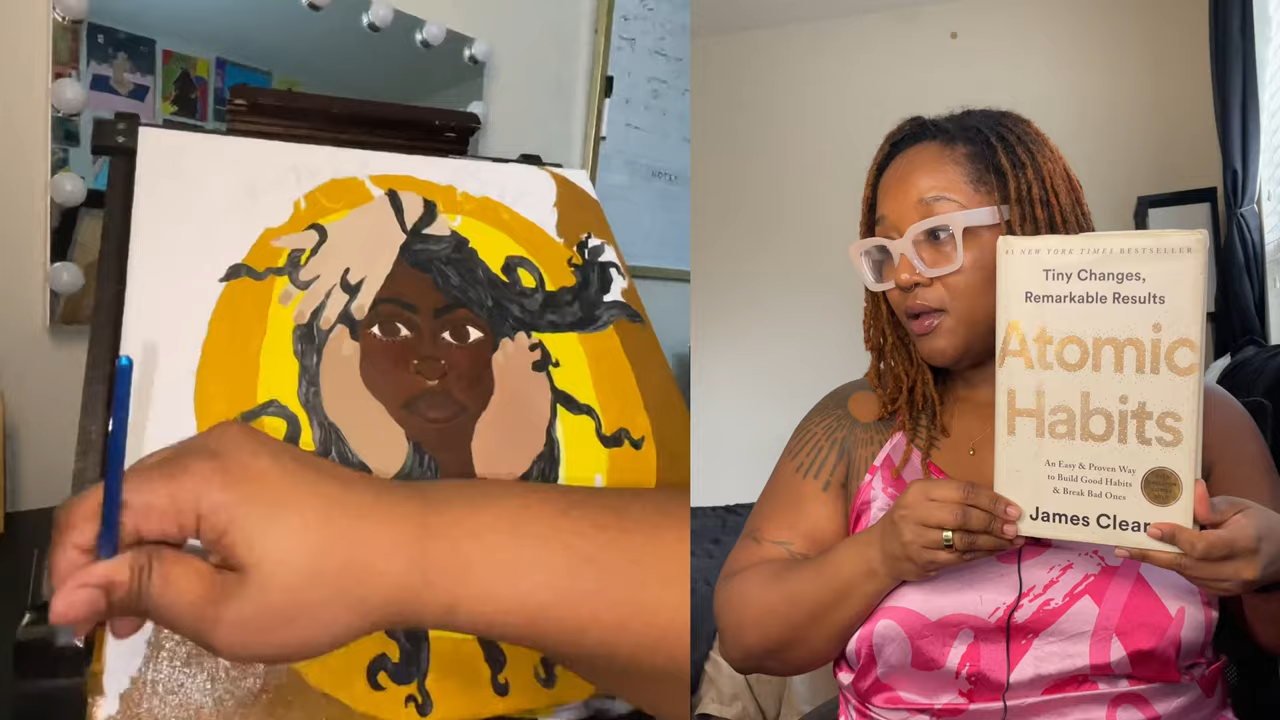 NOTES
#1 NEW YORK TIMES BESTSELLER
Tiny Changes,
Remarkable Results
Atomic
Habits
An Easy & Proven Way
to Build Good Habits
& Break Bad Ones
James Clear